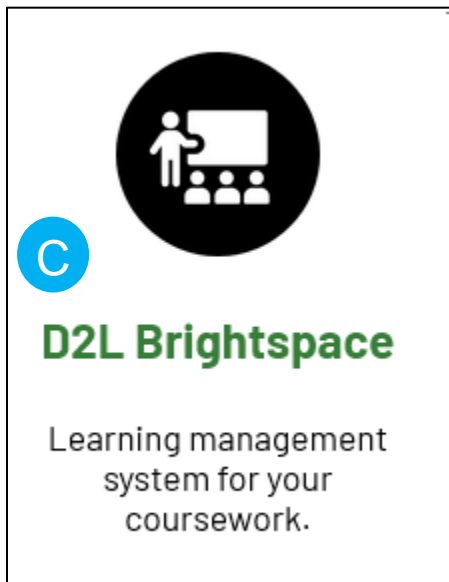 C
D2L Brightspace
Learning management
system for your
coursework.